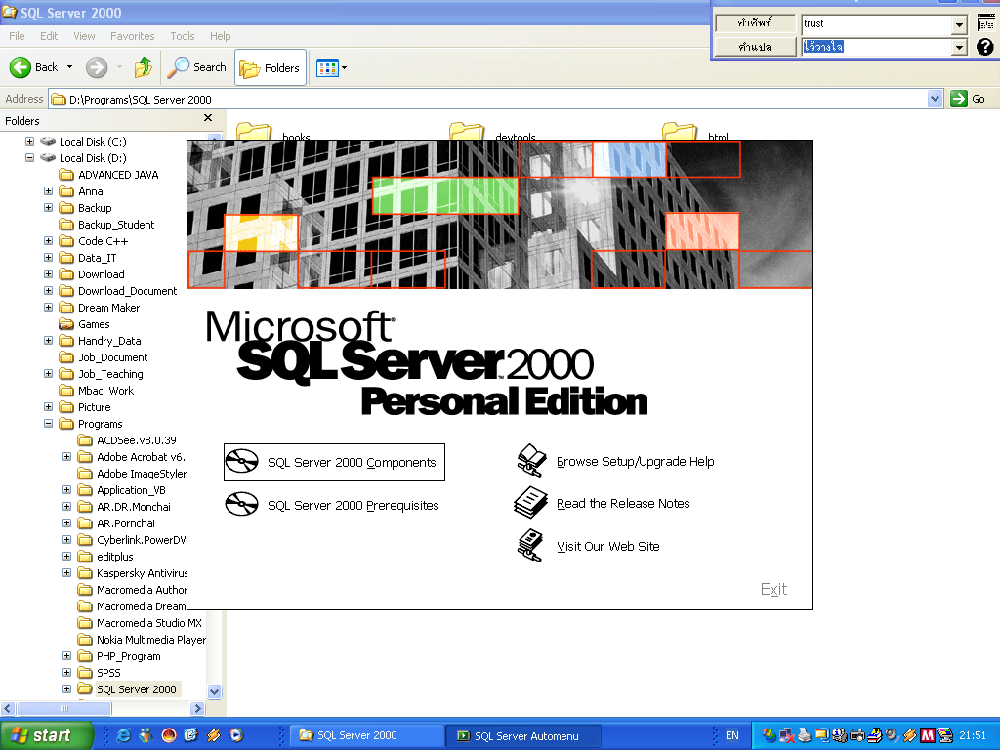 SQL Server 2000
File Edit View Favorites Tools Help
คำศัพท์ trust
คำแปล ไว้วางใจ
Back Search Folders
Address D:\Programs\SQL Server 2000 Go
Folders
books devtools html
Local Disk (C:)
Local Disk (D:)
ADVANCED JAVA
Anna
Backup
Backup_Student
Code C++
Data_IT
Download
Download_Document
Dream Maker
Games
Handry_Data
Job_Document
Job_Teaching
Mbac_Work
Picture
Programs
ACDSee.v8.0.39
Adobe Acrobat v6.
Adobe ImageStyler
Application_VB
AR.DR.Monchai
AR.Pornchai
Cyberlink.PowerDV
editplus
Kaspersky Antivirus
Macromedia Author
Macromedia Dream
Macromedia Studio MX
Nokia Multimedia Player
PHP_Program
SPSS
SQL Server 2000
Microsoft®
SQL Server™ 2000
Personal Edition
SQL Server 2000 Components
SQL Server 2000 Prerequisites
Browse Setup/Upgrade Help
Read the Release Notes
Visit Our Web Site
Exit
start SQL Server 2000 SQL Server Automenu EN 21:51